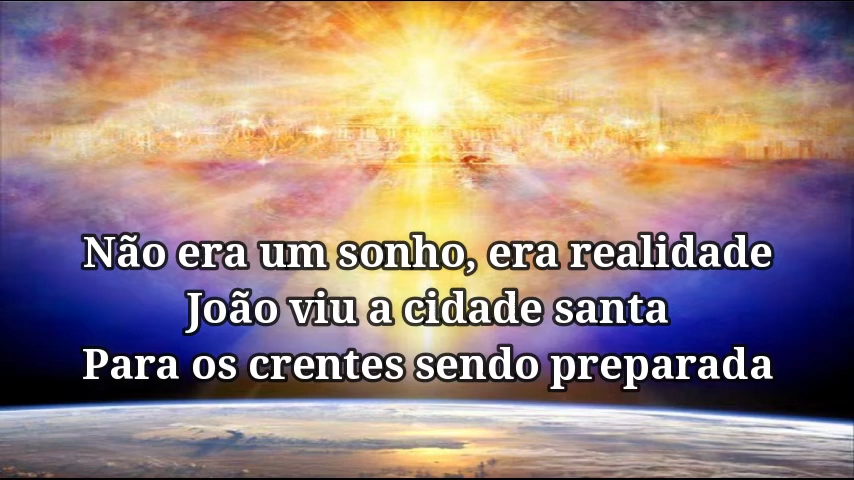 Não era um sonho, era realidade
João viu a cidade santa
Para os crentes sendo preparada